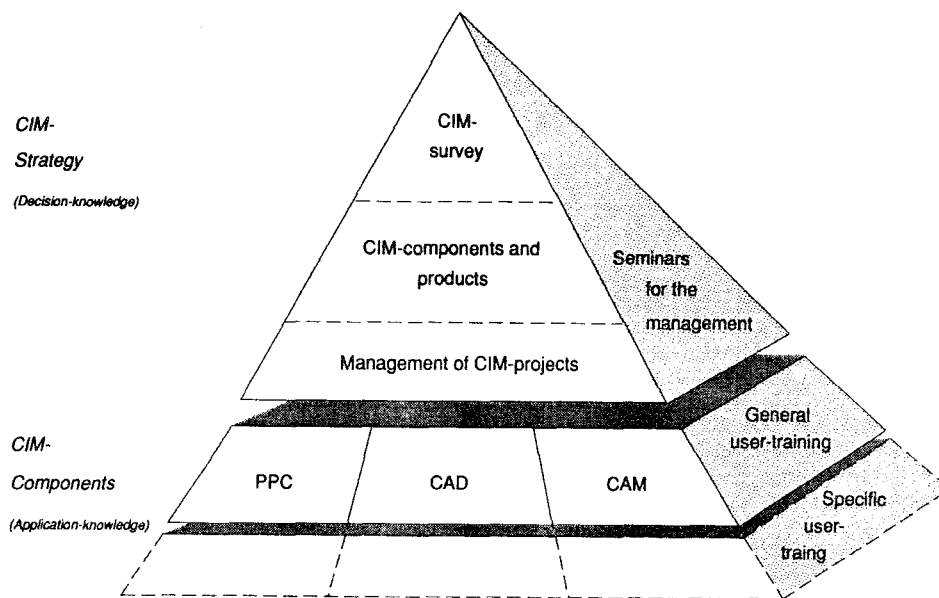 CIM-
Strategy
(Decision-knowledge)
CIM-
survey
CIM-components and
products
Management of CIM-projects
Seminars
for the
management
CIM-
Components
(Application-knowledge)
PPC
CAD
CAM
General
user-training
Specific
user-
traing